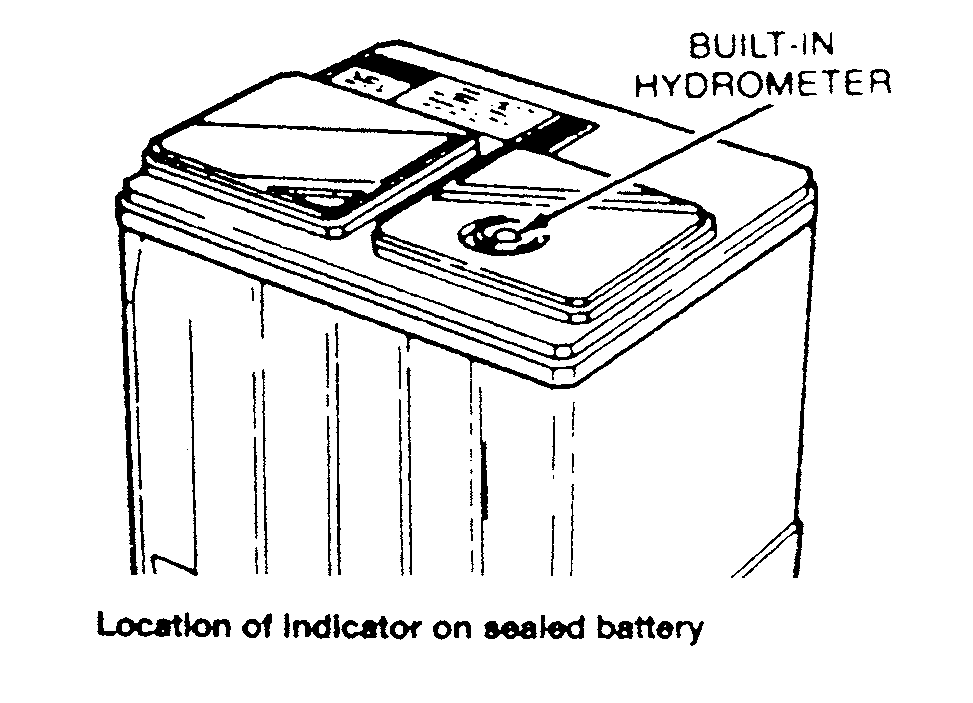 BUILT-IN
HYDROMETER
Location of indicator on sealed battery